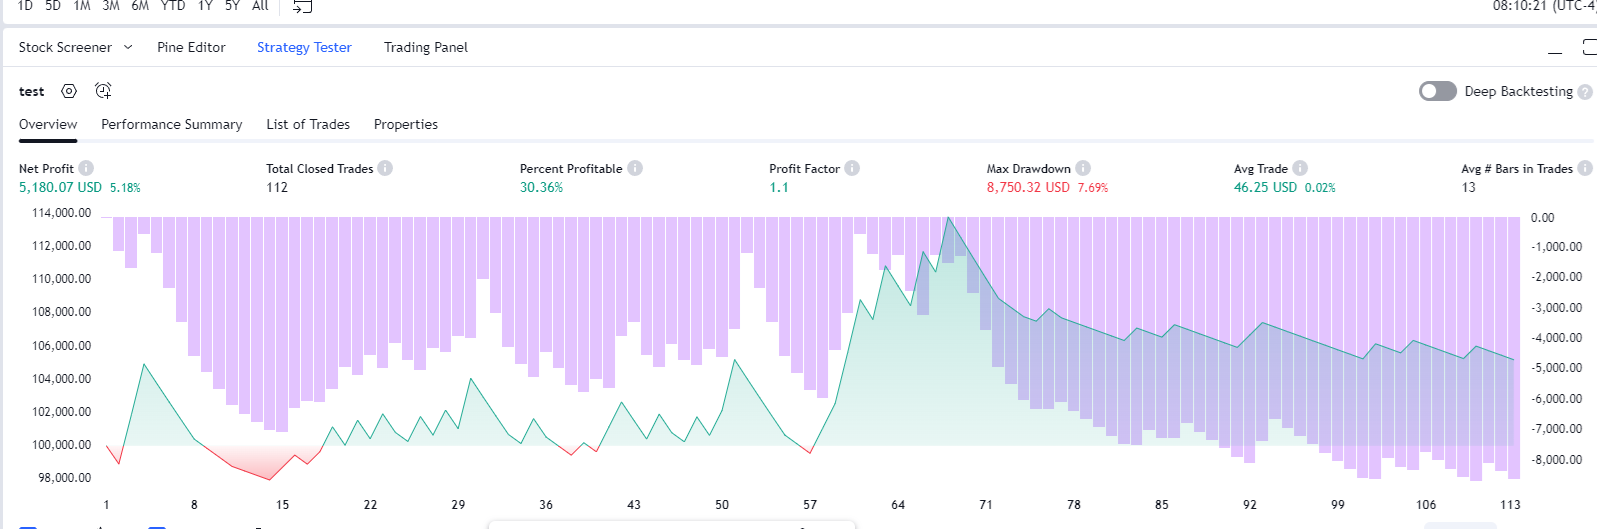 1D 5D 1M 3M 6M YTD 1Y 5Y All 08:10:21 (UTC-4)
Stock Screener Pine Editor Strategy Tester Trading Panel
test Deep Backtesting ?
Overview Performance Summary List of Trades Properties
Net Profit Total Closed Trades Percent Profitable Profit Factor Max Drawdown Avg Trade Avg # Bars in Trades
5,180.07 USD 5.18% 112 30.36% 1.1 8,750.32 USD 7.69% 46.25 USD 0.02% 13
114,000.00 0.00
112,000.00 -1,000.00
110,000.00 -2,000.00
108,000.00 -3,000.00
106,000.00 -4,000.00
104,000.00 -5,000.00
102,000.00 -6,000.00
100,000.00 -7,000.00
98,000.00 -8,000.00
1 8 15 22 29 36 43 50 57 64 71 78 85 92 99 106 113